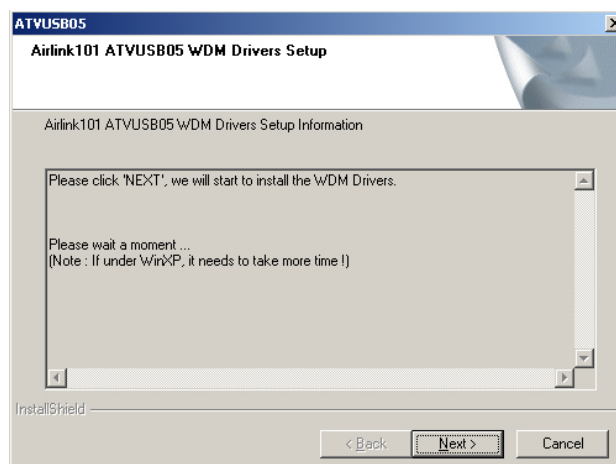 ATVUSB05
Airlink101 ATVUSB05 WDM Drivers Setup
Airlink101 ATVUSB05 WDM Drivers Setup Information
Please click 'NEXT', we will start to install the WDM Drivers.
Please wait a moment ...
(Note : If under WinXP, it needs to take more time !)
InstallShield
< Back
Next >
Cancel